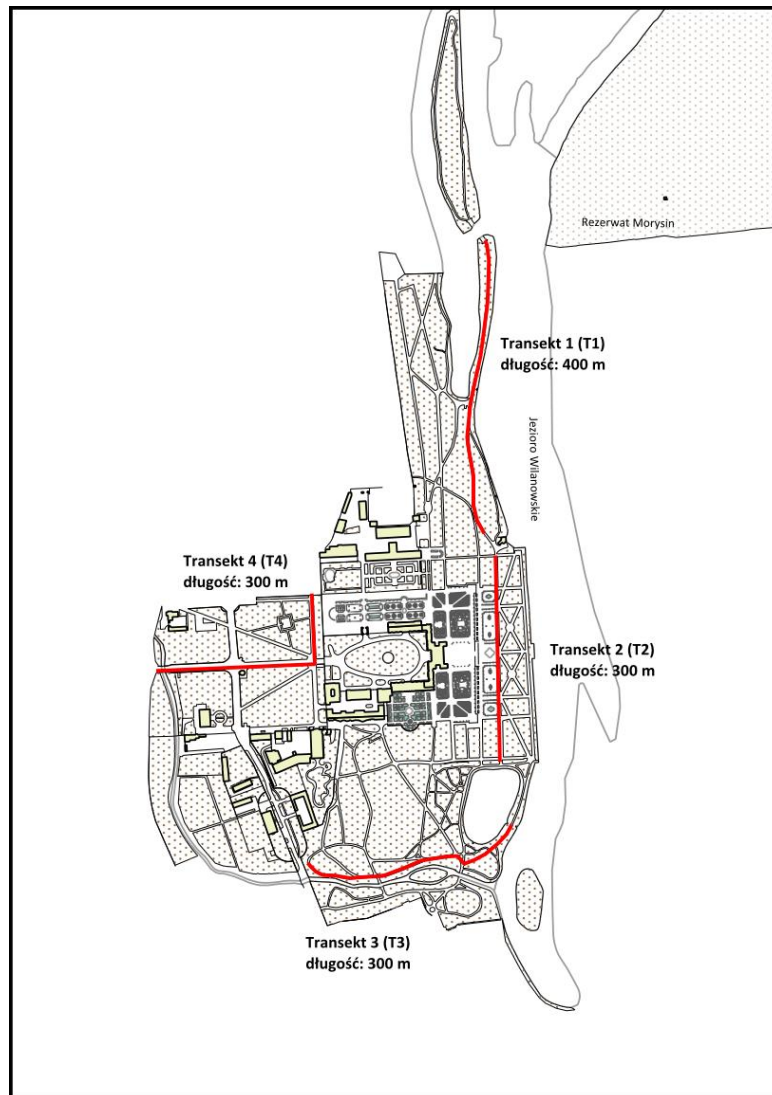 Rezerwat Morysin
Transekt 1 (T1)
długość: 400 m
Jezioro Wilanowskie
Transekt 4 (T4)
długość: 300 m
Transekt 2 (T2)
długość: 300 m
Transekt 3 (T3)
długość: 300 m